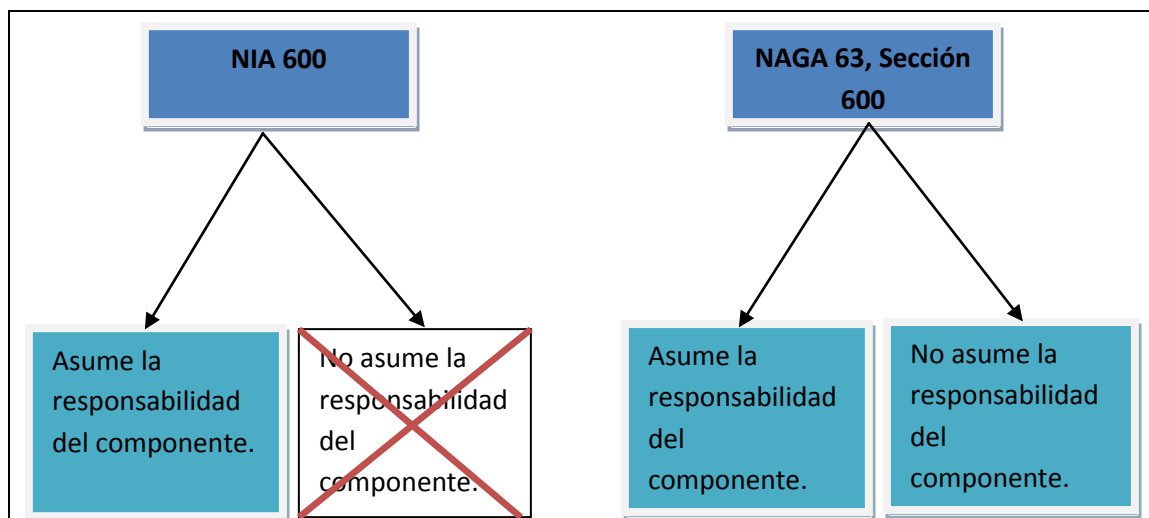 NIA 600
NAGA 63, Sección
600
Asume la
responsabilidad
del componente.
No asume la
responsabilidad
del
componente.
Asume la
responsabilidad
del
componente.
No asume la
responsabilidad
del
componente.